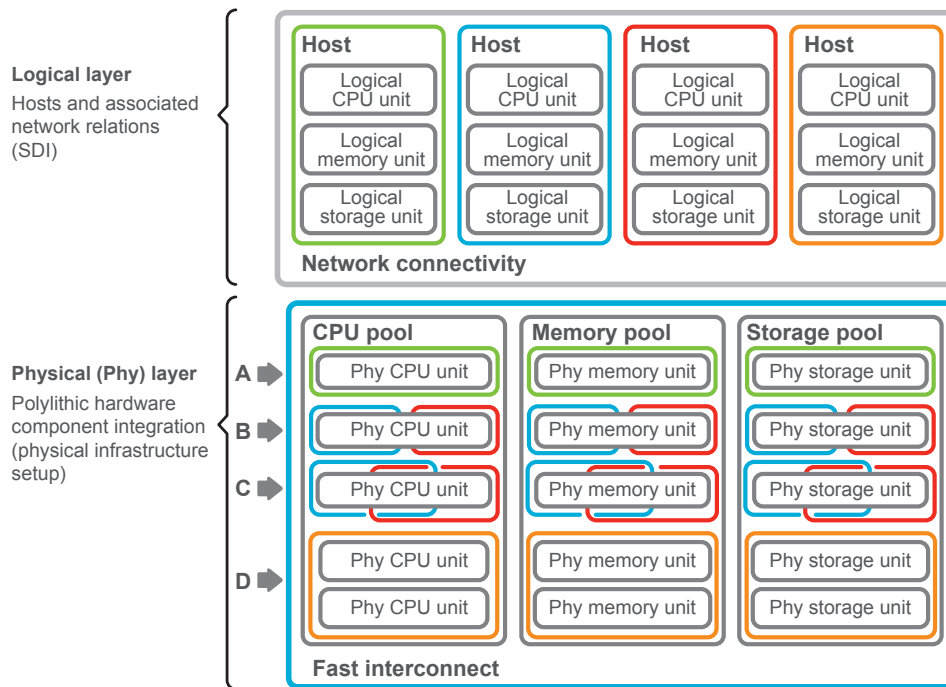 Logical layer
Hosts and associated
network relations
(SDI)
Host
Logical
CPU unit
Logical
memory unit
Logical
storage unit
Host
Logical
CPU unit
Logical
memory unit
Logical
storage unit
Host
Logical
CPU unit
Logical
memory unit
Logical
storage unit
Host
Logical
CPU unit
Logical
memory unit
Logical
storage unit
Network connectivity
Physical (Phy) layer
Polylithic hardware
component integration
(physical infrastructure
setup)
A
B
C
D
CPU pool
Phy CPU unit
Phy CPU unit
Phy CPU unit
Phy CPU unit
Phy CPU unit
Memory pool
Phy memory unit
Phy memory unit
Phy memory unit
Phy memory unit
Phy memory unit
Storage pool
Phy storage unit
Phy storage unit
Phy storage unit
Phy storage unit
Phy storage unit
Fast interconnect